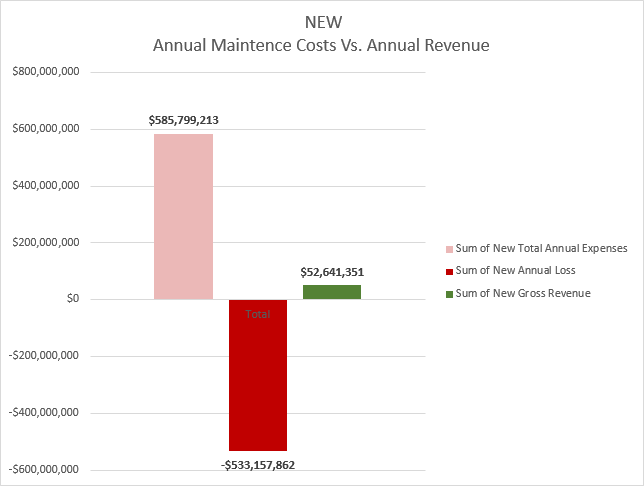 NEW
Annual Maintence Costs Vs. Annual Revenue
$800,000,000
$600,000,000
$400,000,000
$200,000,000
$0
-$200,000,000
-$400,000,000
-$600,000,000
$585,799,213
$52,641,351
Total
-$533,157,862
Sum of New Total Annual Expenses
Sum of New Annual Loss
Sum of New Gross Revenue